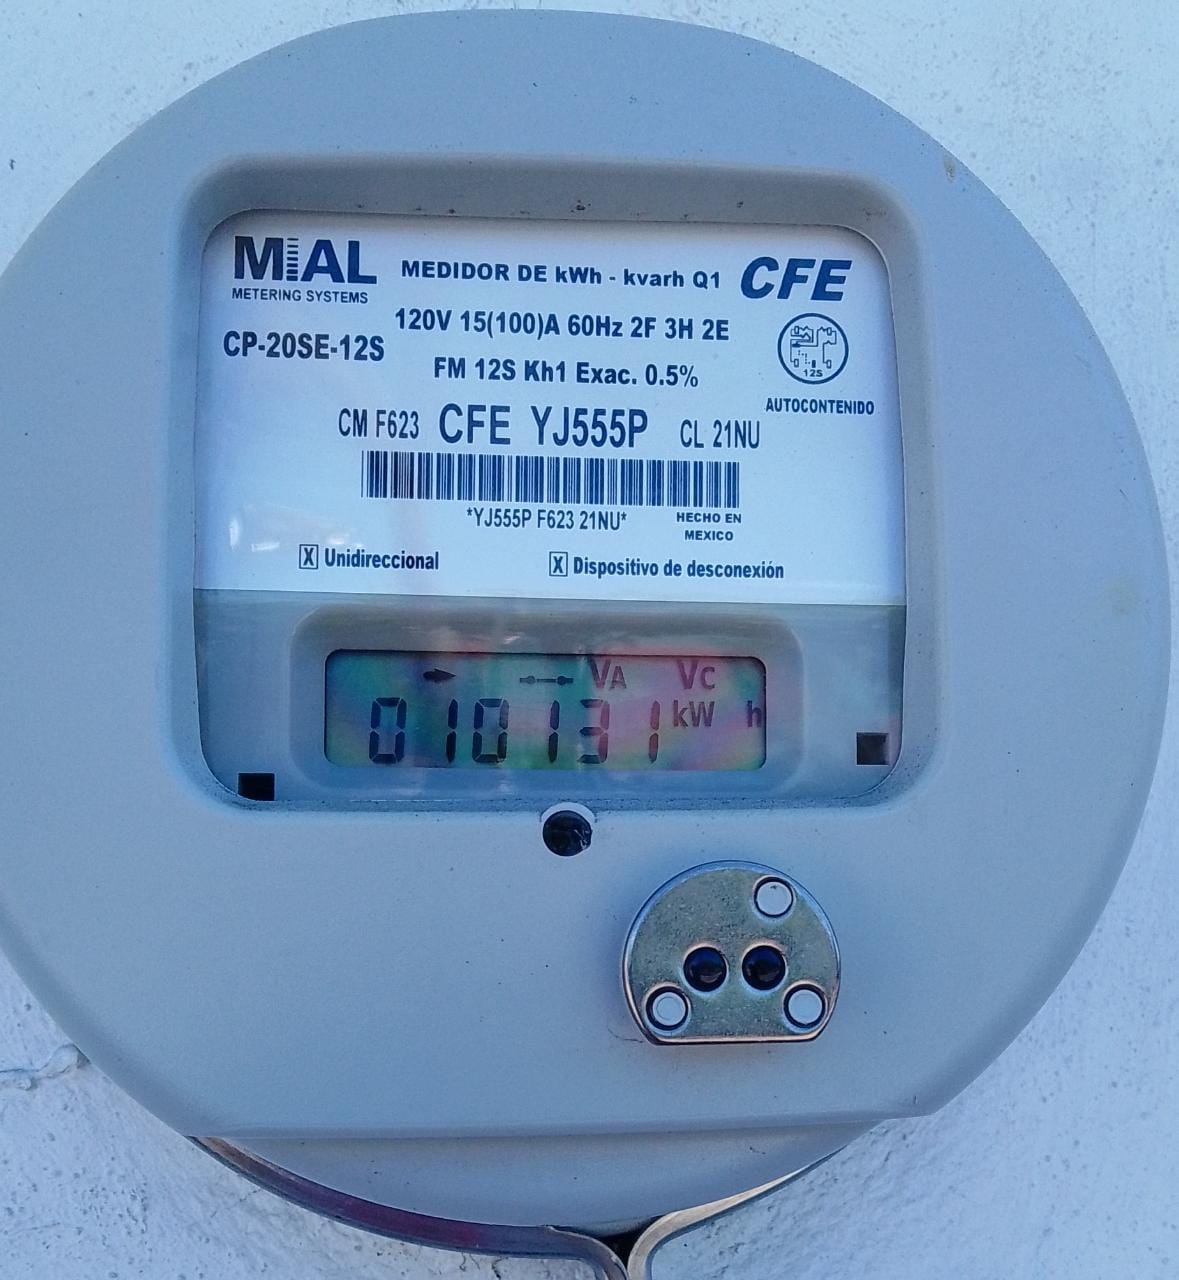 MIAL
METERING SYSTEMS
MEDIDOR DE kWh - kvarh Q1
CFE
120V 15(100)A 60Hz 2F 3H 2E
CP-20SE-12S
FM 12S Kh1 Exac. 0.5%
12S
AUTOCONTENIDO
CM F623 CFE YJ555P CL 21NU
*YJ555P F623 21NU*
HECHO EN
MEXICO
X Unidireccional
X Dispositivo de desconexión
VA VC
010131 kW h